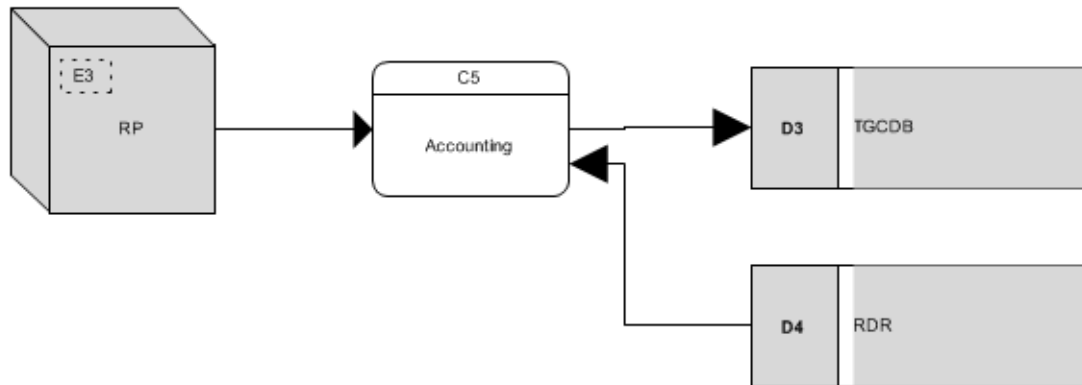 E3
RP
C5
Accounting
D3
TGCDB
D4
RDR